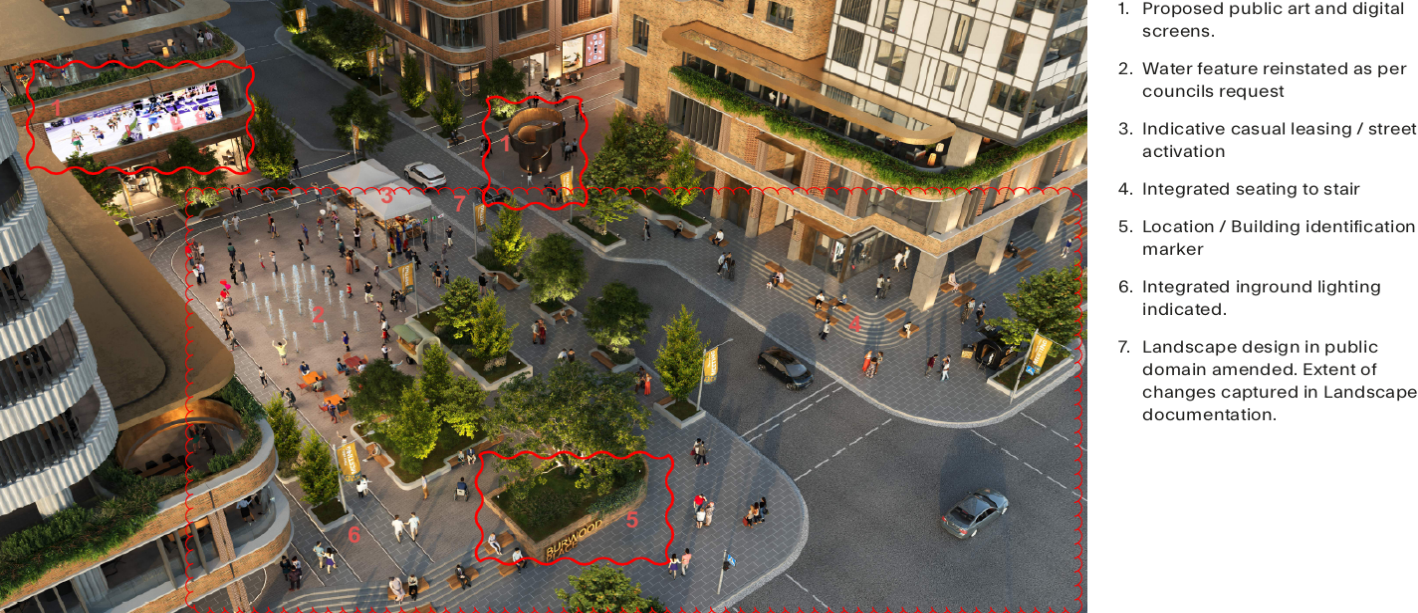 1. Proposed public art and digital
screens.
2. Water feature reinstated as per
councils request
3. Indicative casual leasing / street
activation
4. Integrated seating to stair
5. Location / Building identification
marker
6. Integrated inground lighting
indicated.
7. Landscape design in public
domain amended. Extent of
changes captured in Landscape
documentation.
1
1
3
7
2
4
5
6
BURWOOD
PLACE